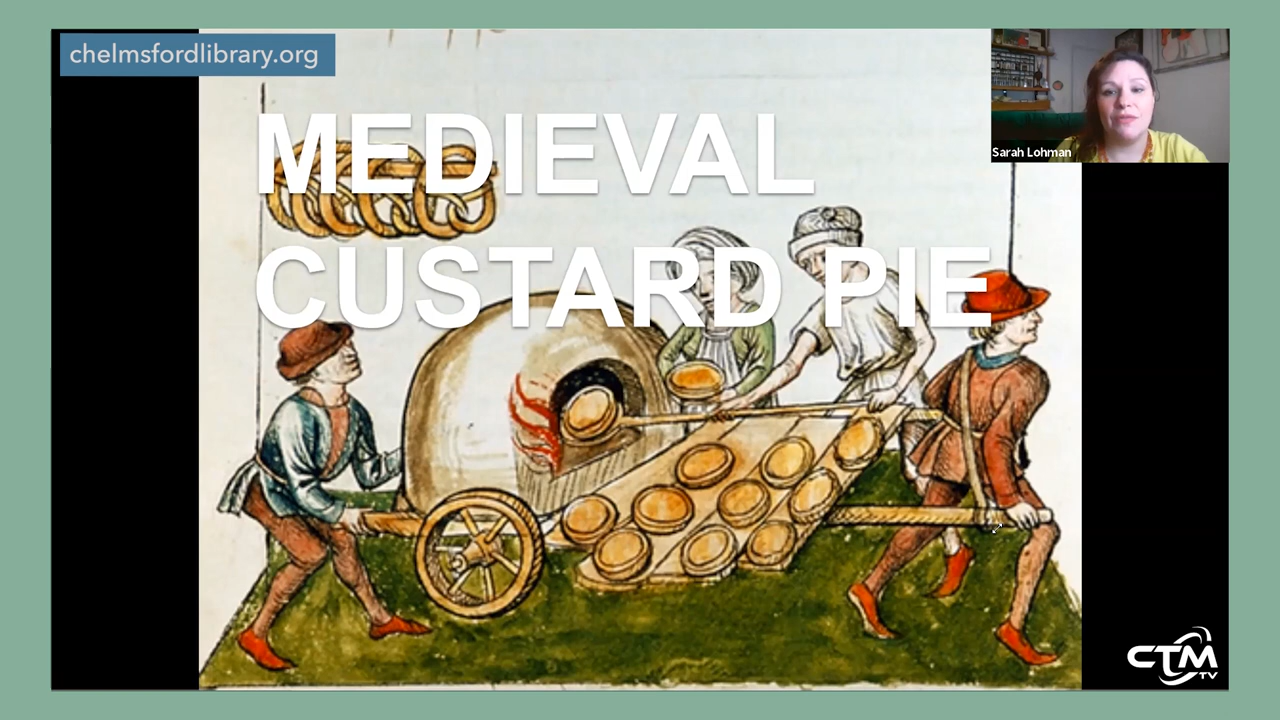 chelmsfordlibrary.org
MEDIEVAL
CUSTARD PIE
Sarah Lohman
CTM
TV